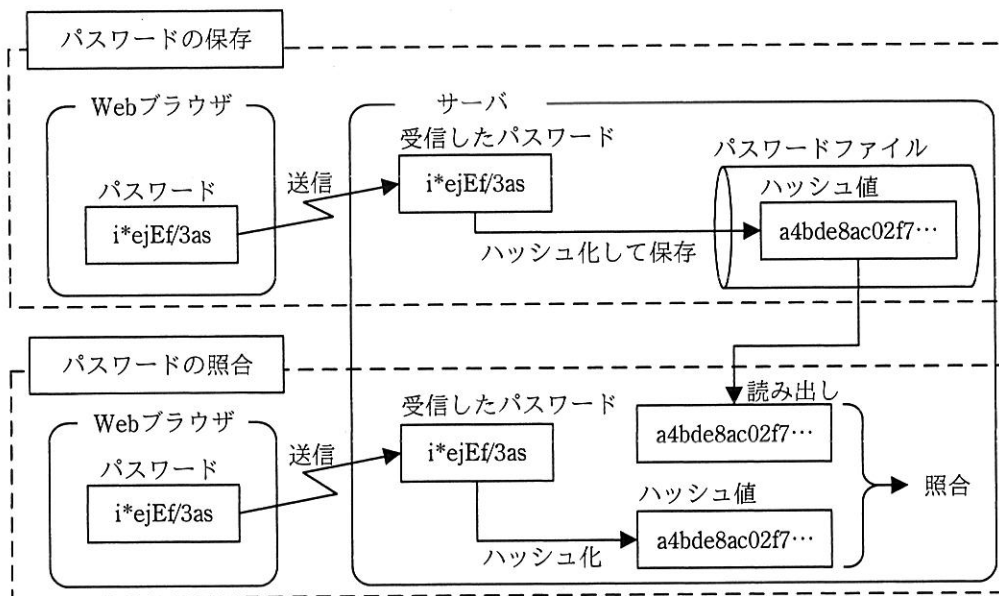 パスワードの保存
Webブラウザ
サーバ
受信したパスワード
パスワードファイル
パスワード
送信
i*ejEf/3as
ハッシュ値
i*ejEf/3as
a4bde8ac02f7…
ハッシュ化して保存
パスワードの照合
Webブラウザ
受信したパスワード
読み出し
パスワード
送信
i*ejEf/3as
a4bde8ac02f7…
i*ejEf/3as
ハッシュ値
照合
ハッシュ化
a4bde8ac02f7…